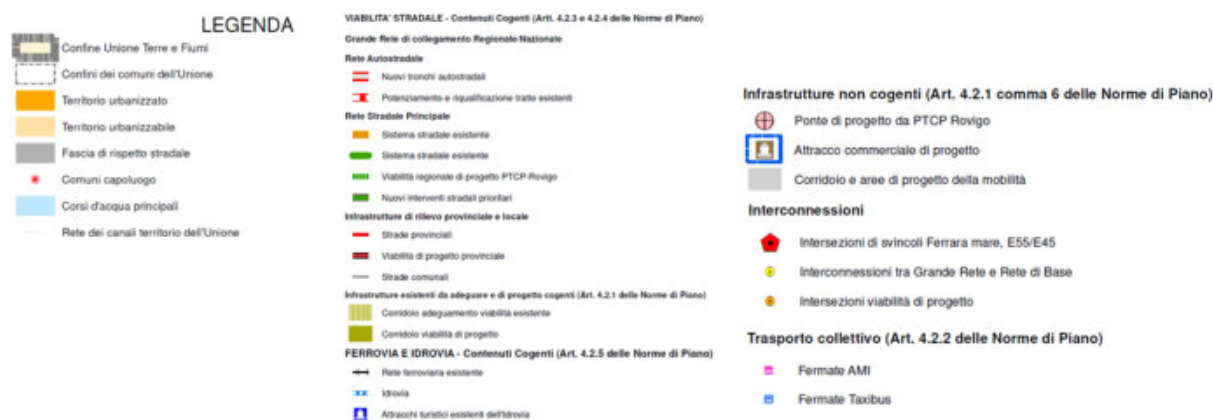 LEGENDA
Confine Unione Terre e Fiumi
Confini dei comuni dell'Unione
Territorio urbanizzato
Territorio urbanizzabile
Fascia di rispetto stradale
Comuni capoluogo
Corsi d'acqua principali
Rete dei canali territorio dell'Unione
VIABILITA' STRADALE - Contenuti Cogenti (Artt. 4.2.3 e 4.2.4 delle Norme di Piano)
Grande Rete di collegamento Regionale/Nazionale
Rete Autostradale
Nuovi tronchi autostradali
Potenziamento e riqualificazione tratte esistenti
Rete Stradale Principale
Sistema stradale esistente
Sistema stradale esistente
Viabilità regionale di progetto PTCP-Rovigo
Nuovi interventi stradali prioritari
Infrastrutture di rilievo provinciale e locale
Strade provinciali
Viabilità di progetto provinciale
Strade comunali
Infrastrutture esistenti da adeguare e di progetto cogenti (Art. 4.2.1 delle Norme di Piano)
Corridoio adeguamento viabilità esistente
Corridoio viabilità di progetto
FERROVIA E IDROVIA - Contenuti Cogenti (Art. 4.2.5 delle Norme di Piano)
Rete ferroviaria esistente
Idrovia
Attracchi turistici esistenti dell'Idrovia
Infrastrutture non cogenti (Art. 4.2.1 comma 6 delle Norme di Piano)
Ponte di progetto da PTCP Rovigo
Attracco commerciale di progetto
Corridoio e aree di progetto della mobilità
Interconnessioni
Intersezioni di svincoli Ferrara mare, E55/E45
Interconnessioni tra Grande Rete e Rete di Base
Intersezioni viabilità di progetto
Trasporto collettivo (Art. 4.2.2 delle Norme di Piano)
Fermate AMI
Fermate Taxibus